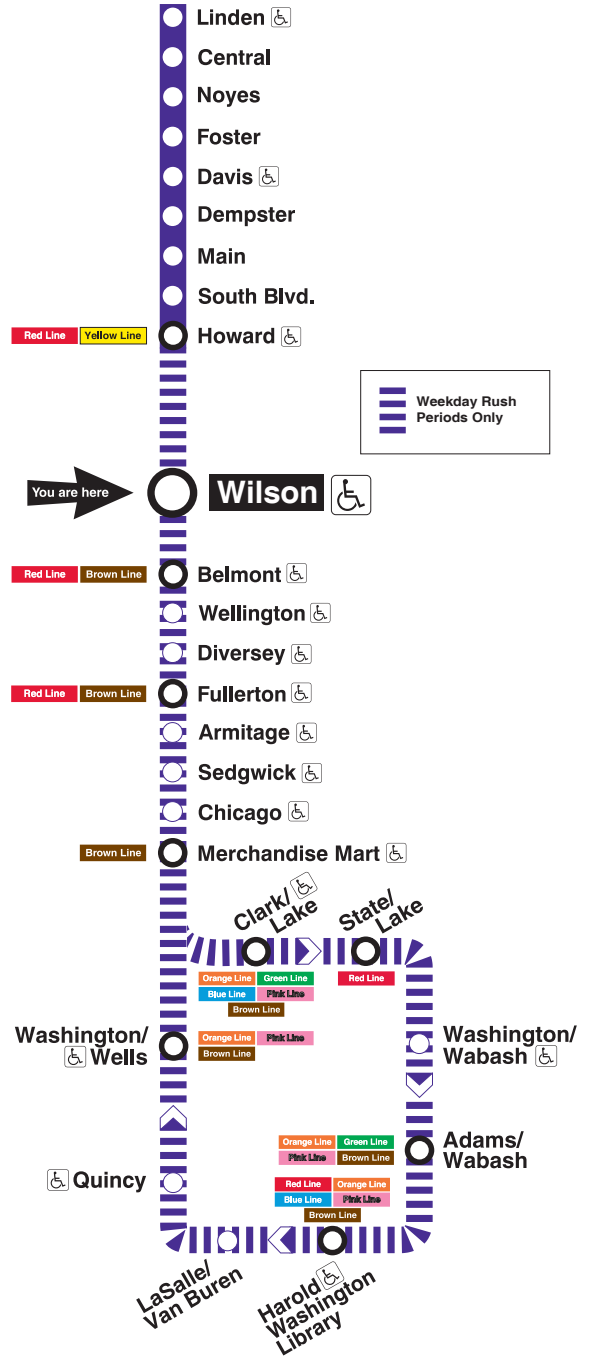 Linden
Central
Noyes
Foster
Davis
Dempster
Main
South Blvd.
Red Line Yellow Line Howard
Weekday Rush
Periods Only
You are here Wilson
Red Line Brown Line Belmont
Wellington
Diversey
Red Line Brown Line Fullerton
Armitage
Sedgwick
Chicago
Brown Line Merchandise Mart
Clark/
Lake
State/
Lake
Orange Line Green Line
Blue Line Pink Line
Brown Line
Red Line
Washington/
Wells
Orange Line Pink Line
Brown Line
Washington/
Wabash
Orange Line Green Line
Pink Line Brown Line
Adams/
Wabash
Quincy
Red Line Orange Line
Blue Line Pink Line
Brown Line
LaSalle/
Van Buren
Harold
Washington
Library